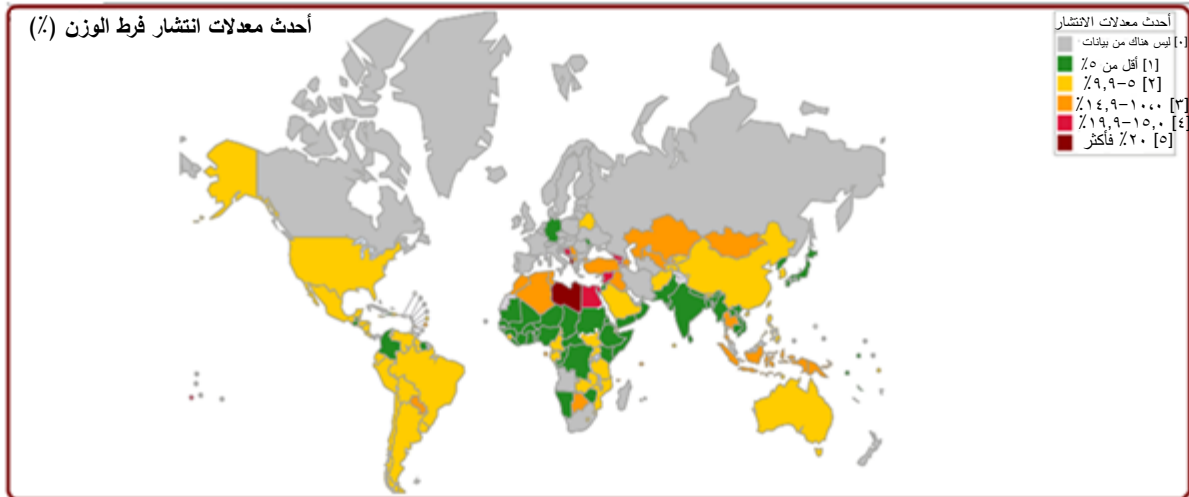 أحدث معدلات انتشار فرط الوزن (٪)
أحدث معدلات الانتشار
[٠] ليس هناك من بيانات
[١] أقل من ٥٪
[٢] ٥-٩,٩٪
[٣] ١٠,٠-١٤,٩٪
[٤] ١٥,٠-١٩,٩٪
[٥] ٢٠٪ فأكثر